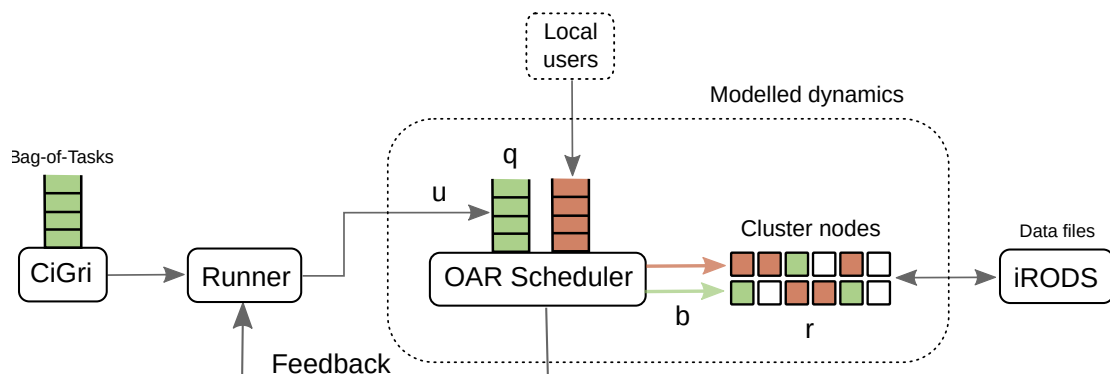 Local
users
Modelled dynamics
Bag-of-Tasks
q
u
Cluster nodes
Data files
CiGri
Runner
OAR Scheduler
iRODS
b
r
Feedback